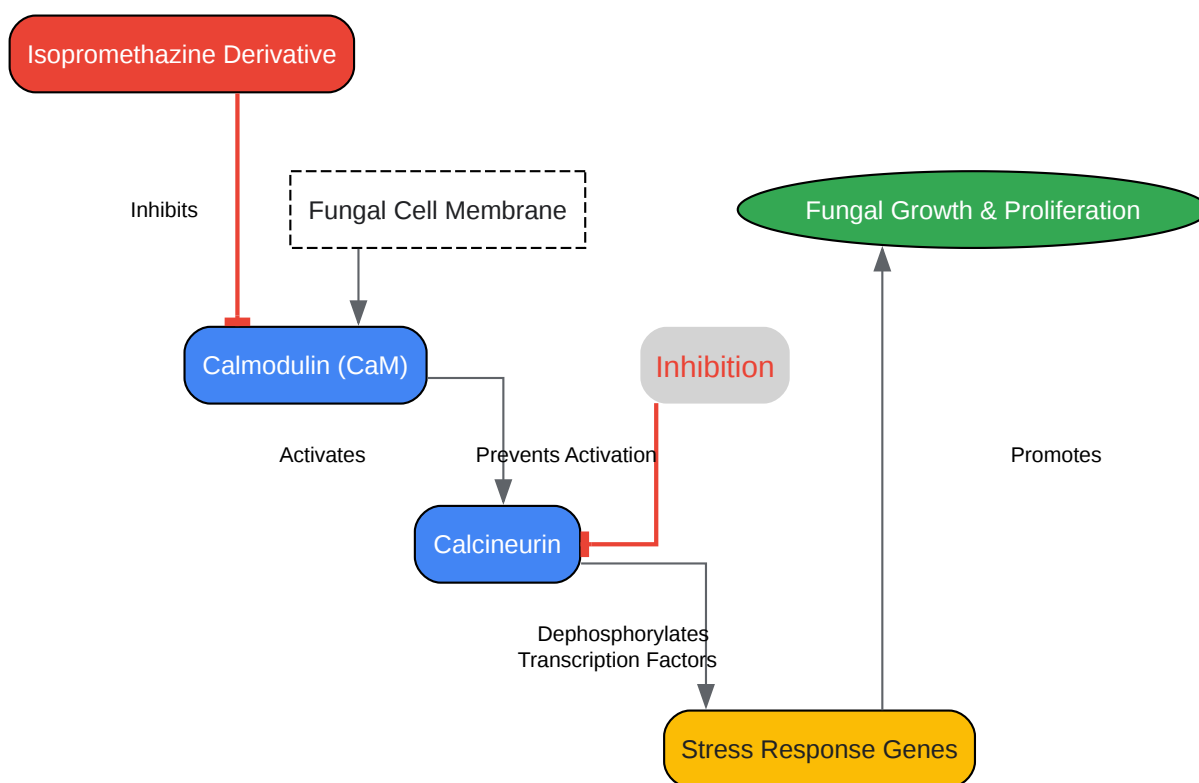 Isopromethazine Derivative
Inhibits
Fungal Cell Membrane
Fungal Growth & Proliferation
Calmodulin (CaM)
Inhibition
Activates
Prevents Activation
Promotes
Calcineurin
Dephosphorylates
Transcription Factors
Stress Response Genes